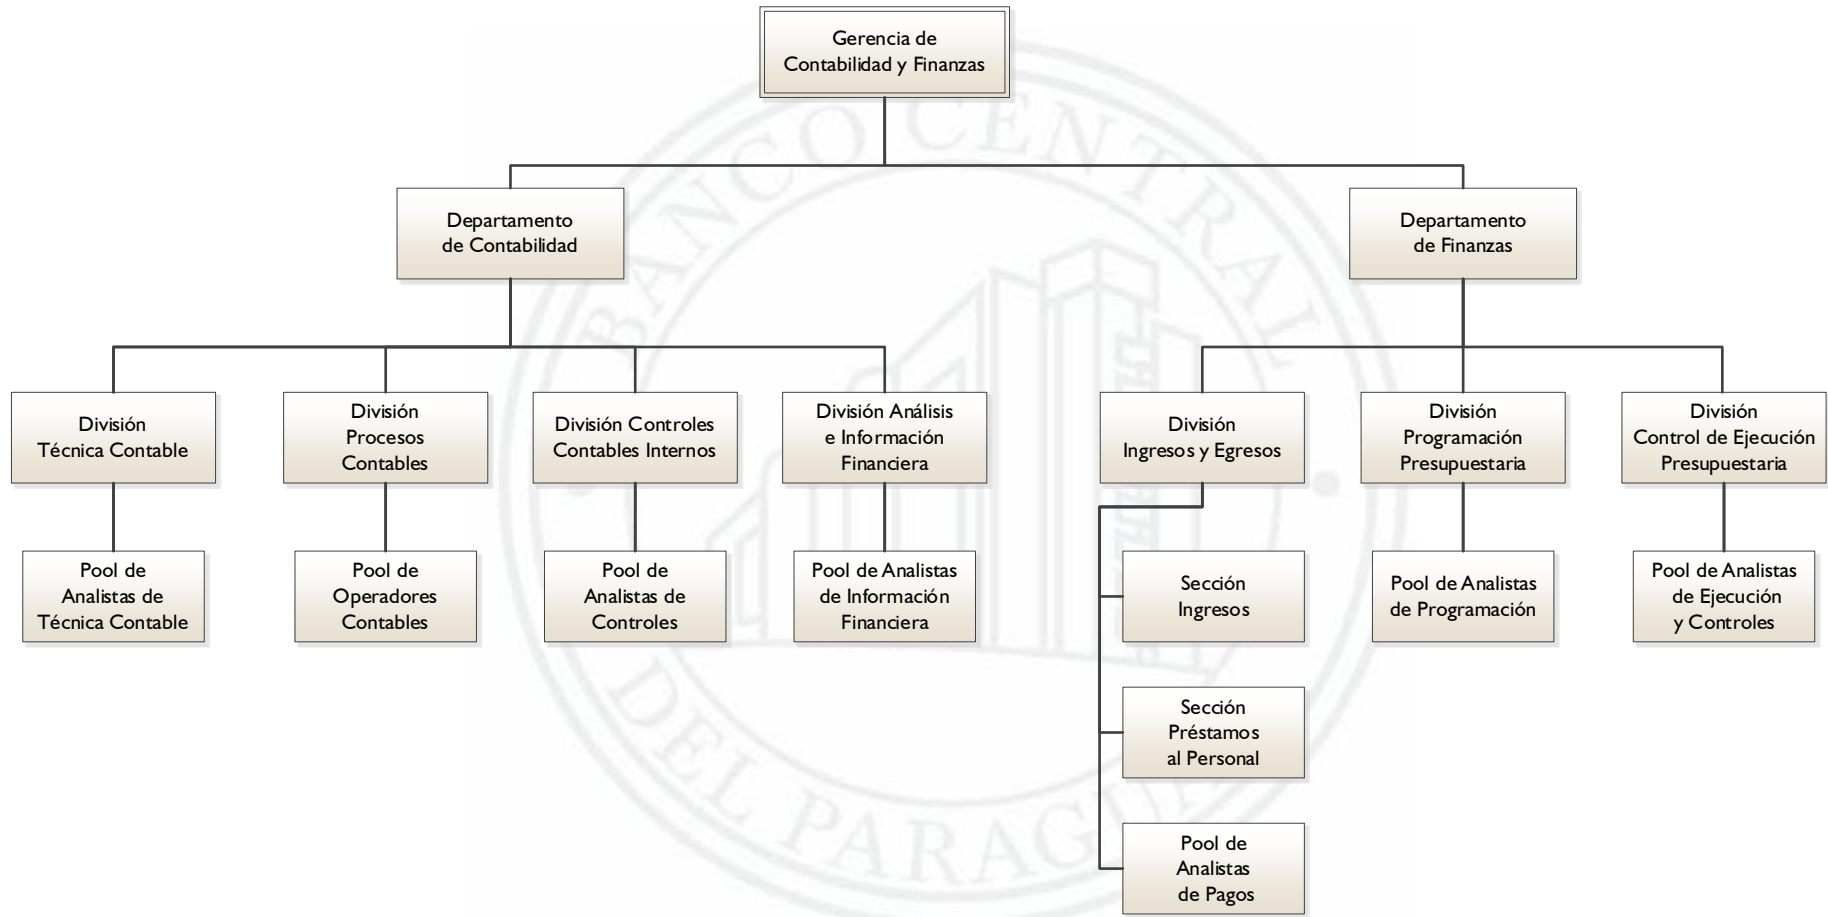 Gerencia de
Contabilidad y Finanzas
Departamento
de Contabilidad
Departamento
de Finanzas
División
Técnica Contable
División
Procesos
Contables
División Controles
Contables Internos
División Análisis
e Información
Financiera
División
Ingresos y Egresos
División
Programación
Presupuestaria
División
Control de Ejecución
Presupuestaria
Pool de
Analistas de
Técnica Contable
Pool de
Operadores
Contables
Pool de
Analistas de
Controles
Pool de Analistas
de Información
Financiera
Sección
Ingresos
Pool de Analistas
de Programación
Pool de Analistas
de Ejecución
y Controles
Sección
Préstamos
al Personal
Pool de
Analistas
de Pagos
BANCO CENTRAL
DEL PARAGU